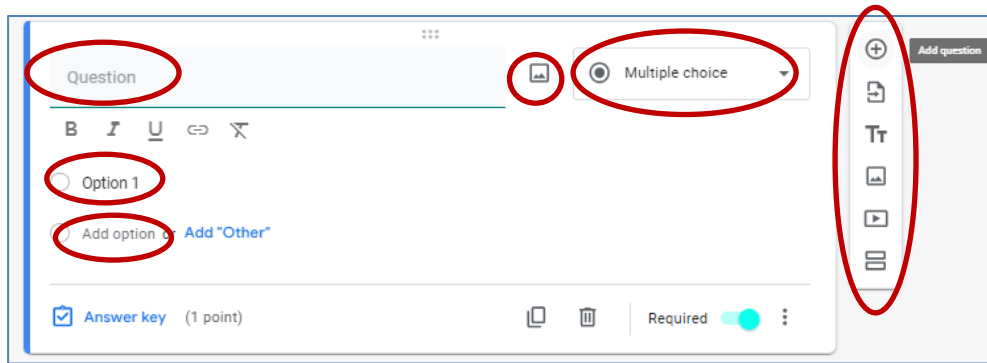 Question
Multiple choice
Add question
B I U
Tт
Option 1
Add option or Add "Other"
Answer key (1 point)
Required